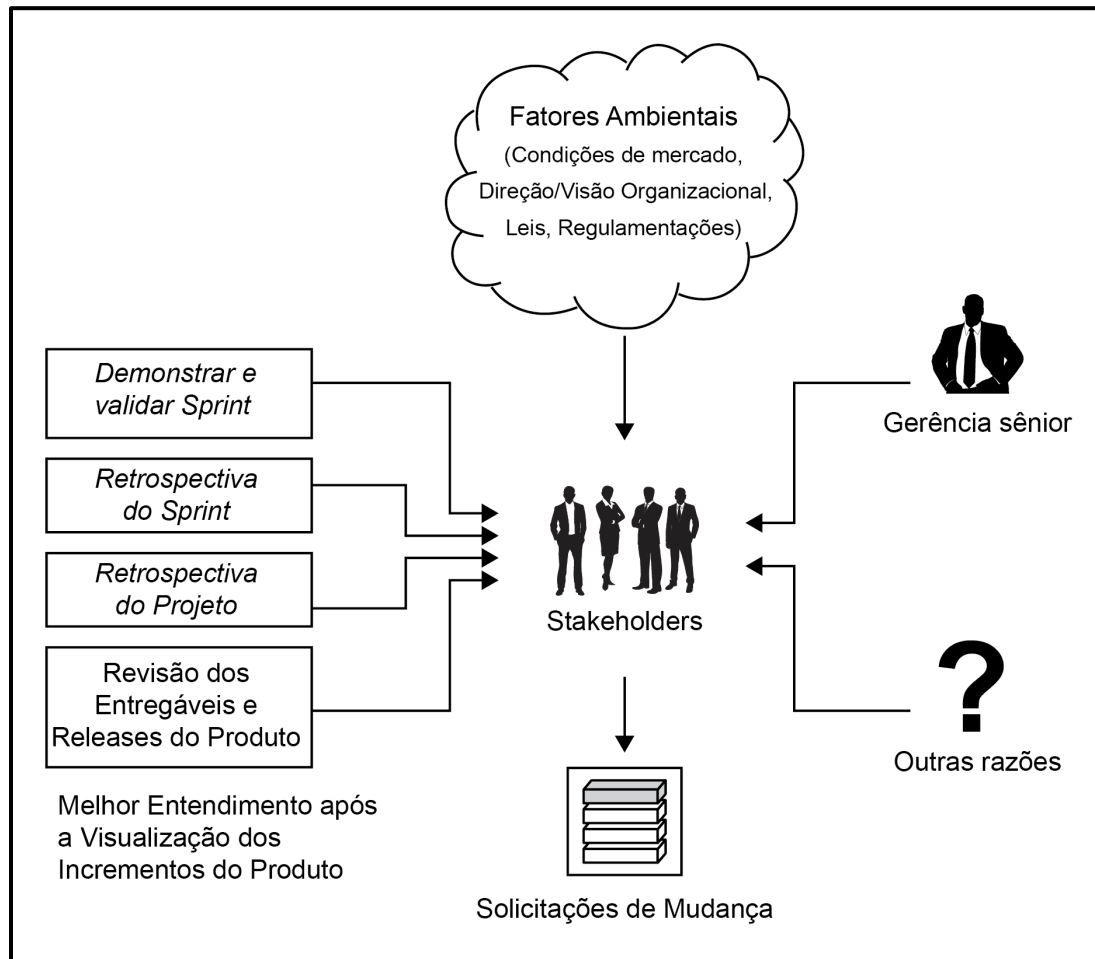 Fatores Ambientais
(Condições de mercado,
Direção/Visão Organizacional,
Leis, Regulamentações)
Demonstrar e
validar Sprint
Retrospectiva
do Sprint
Retrospectiva
do Projeto
Revisão dos
Entregáveis e
Releases do Produto
Melhor Entendimento após
a Visualização dos
Incrementos do Produto
Stakeholders
Gerência sênior
?
Outras razões
Solicitações de Mudança